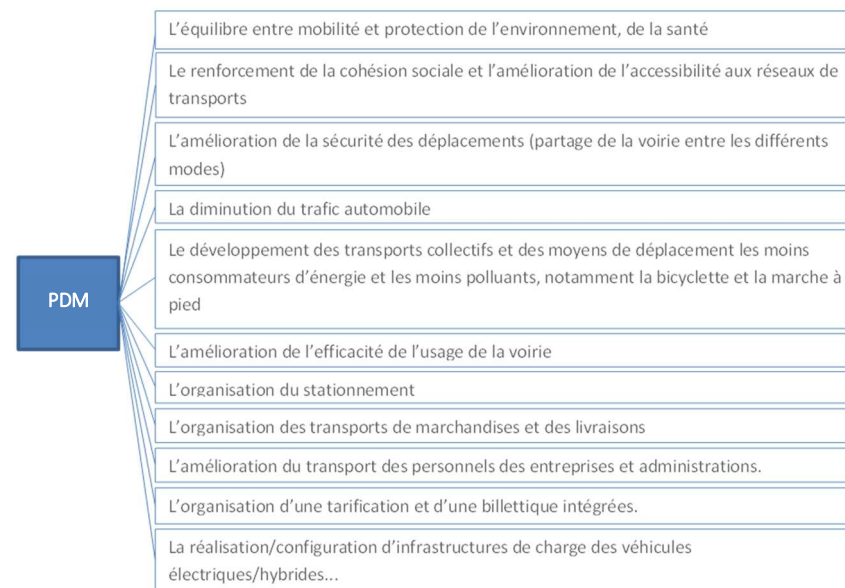 L'équilibre entre mobilité et protection de l'environnement, de la santé
Le renforcement de la cohésion sociale et l'amélioration de l'accessibilité aux réseaux de
transports
L'amélioration de la sécurité des déplacements (partage de la voirie entre les différents
modes)
La diminution du trafic automobile
Le développement des transports collectifs et des moyens de déplacement les moins
consommateurs d'énergie et les moins polluants, notamment la bicyclette et la marche à
pied
PDM
L'amélioration de l'efficacité de l'usage de la voirie
L'organisation du stationnement
L'organisation des transports de marchandises et des livraisons
L'amélioration du transport des personnels des entreprises et administrations.
L'organisation d'une tarification et d'une billettique intégrées.
La réalisation/configuration d'infrastructures de charge des véhicules
électriques/hybrides...